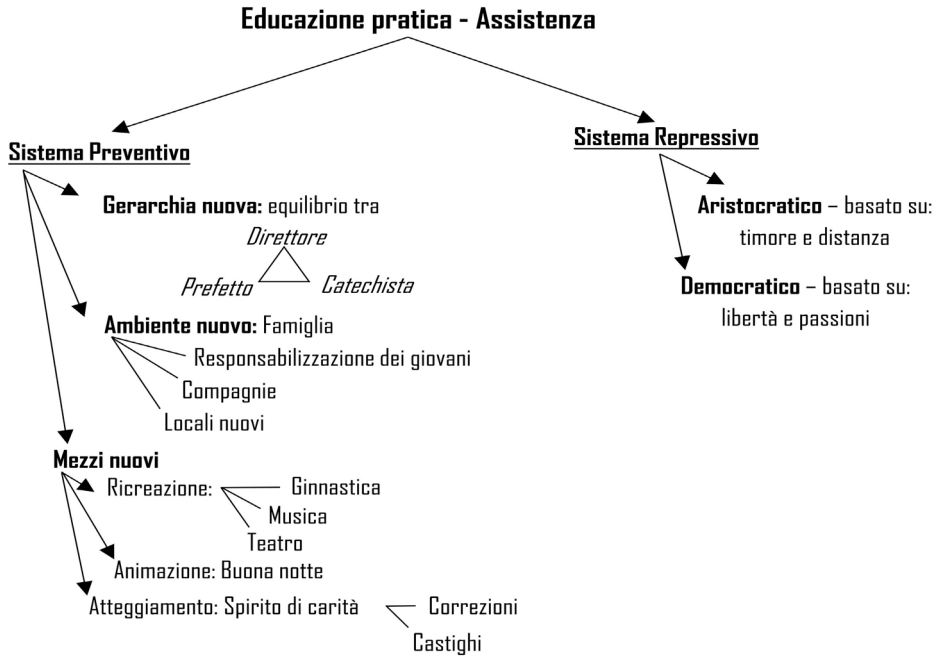 Educazione pratica - Assistenza
Sistema Preventivo
Gerarchia nuova: equilibrio tra
Direttore
Prefetto
Catechista
Ambiente nuovo: Famiglia
Responsabilizzazione dei giovani
Compagnie
Locali nuovi
Mezzi nuovi
Ricreazione:
Ginnastica
Musica
Teatro
Animazione: Buona notte
Atteggiamento: Spirito di carità
Correzioni
Castighi
Sistema Repressivo
Aristocratico – basato su:
timore e distanza
Democratico – basato su:
libertà e passioni